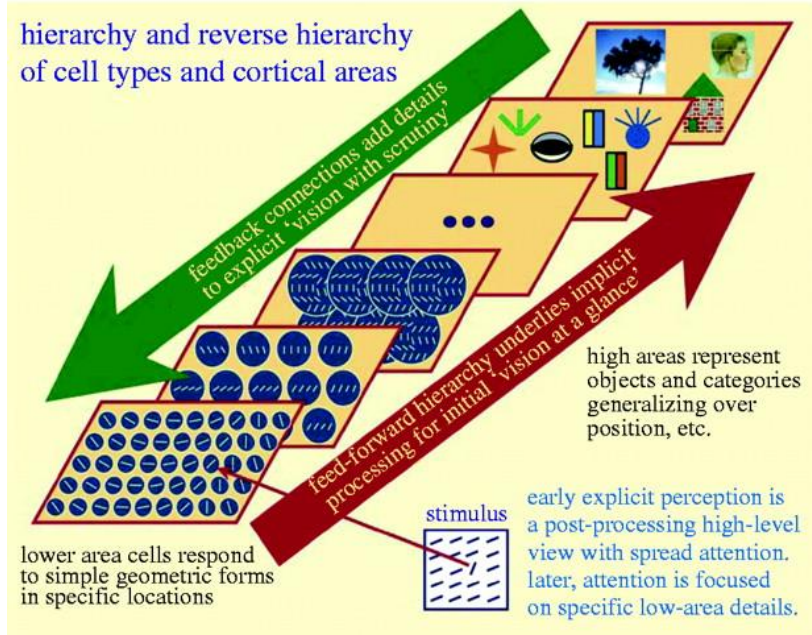 hierarchy and reverse hierarchy
of cell types and cortical areas
feedback connections add details
to explicit ‘vision with scrutiny’
feed-forward hierarchy underlies implicit
processing for initial ‘vision at a glance’
high areas represent
objects and categories
generalizing over
position, etc.
lower area cells respond
to simple geometric forms
in specific locations
stimulus
early explicit perception is
a post-processing high-level
view with spread attention.
later, attention is focused
on specific low-area details.